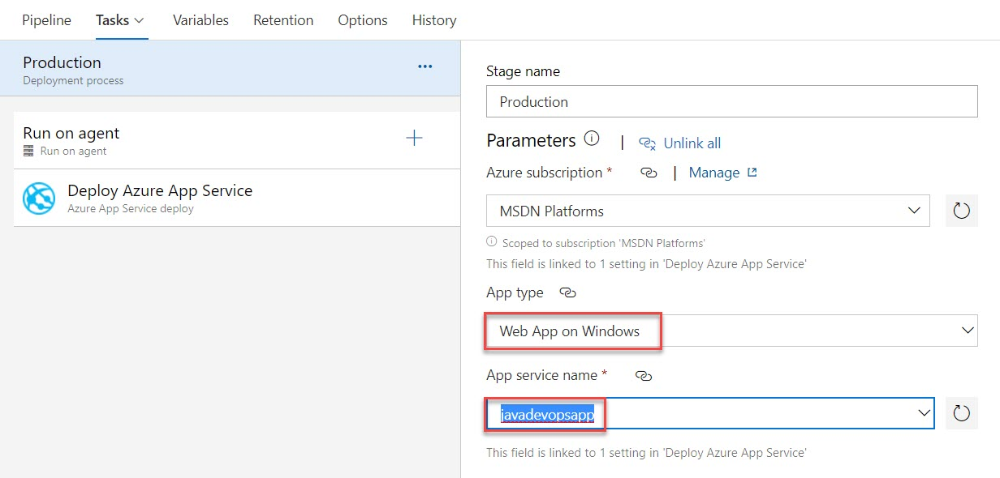 Pipeline Tasks Variables Retention Options History
Production
Deployment process
Run on agent
Run on agent
Deploy Azure App Service
Azure App Service deploy
Stage name
Production
Parameters | Unlink all
Azure subscription * | Manage
MSDN Platforms
Scoped to subscription 'MSDN Platforms'
This field is linked to 1 setting in 'Deploy Azure App Service'
App type
Web App on Windows
App service name *
javadevopsapp
This field is linked to 1 setting in 'Deploy Azure App Service'